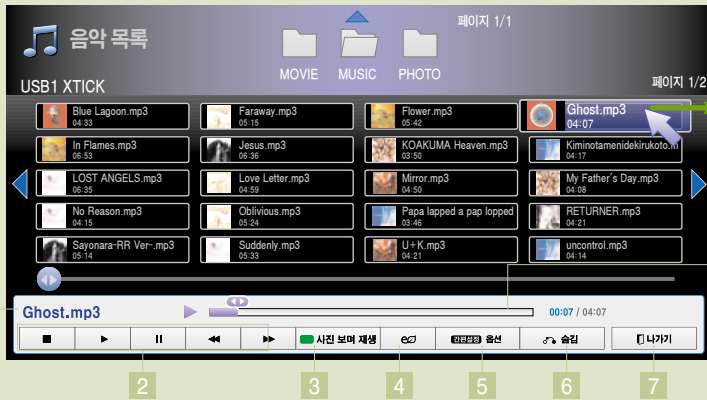 페이지 1/1
음악 목록
MOVIE MUSIC PHOTO
USB1 XTICK
페이지 1/2
Blue Lagoon.mp3
04:33
Faraway.mp3
05:15
Flower.mp3
05:42
Ghost.mp3
04:07
In Flames.mp3
06:53
Jesus.mp3
06:36
KOAKUMA Heaven.mp3
03:50
Kiminotamenidekirukoto.m
04:17
LOST ANGELS.mp3
06:35
Love Letter.mp3
04:59
Mirror.mp3
04:50
My Father's Day.mp3
04:08
No Reason.mp3
04:15
Oblivious.mp3
05:24
Papa lapped a pap lopped
03:46
RETURNER.mp3
04:21
Sayonara-RR Ver~.mp3
05:14
Suddenly.mp3
05:33
U+K.mp3
04:21
uncontrol.mp3
04:14
Ghost.mp3
00:07 / 04:07
사진 보며 재생
간편설정 옵션
숨김
나가기
2 3 4 5 6 7